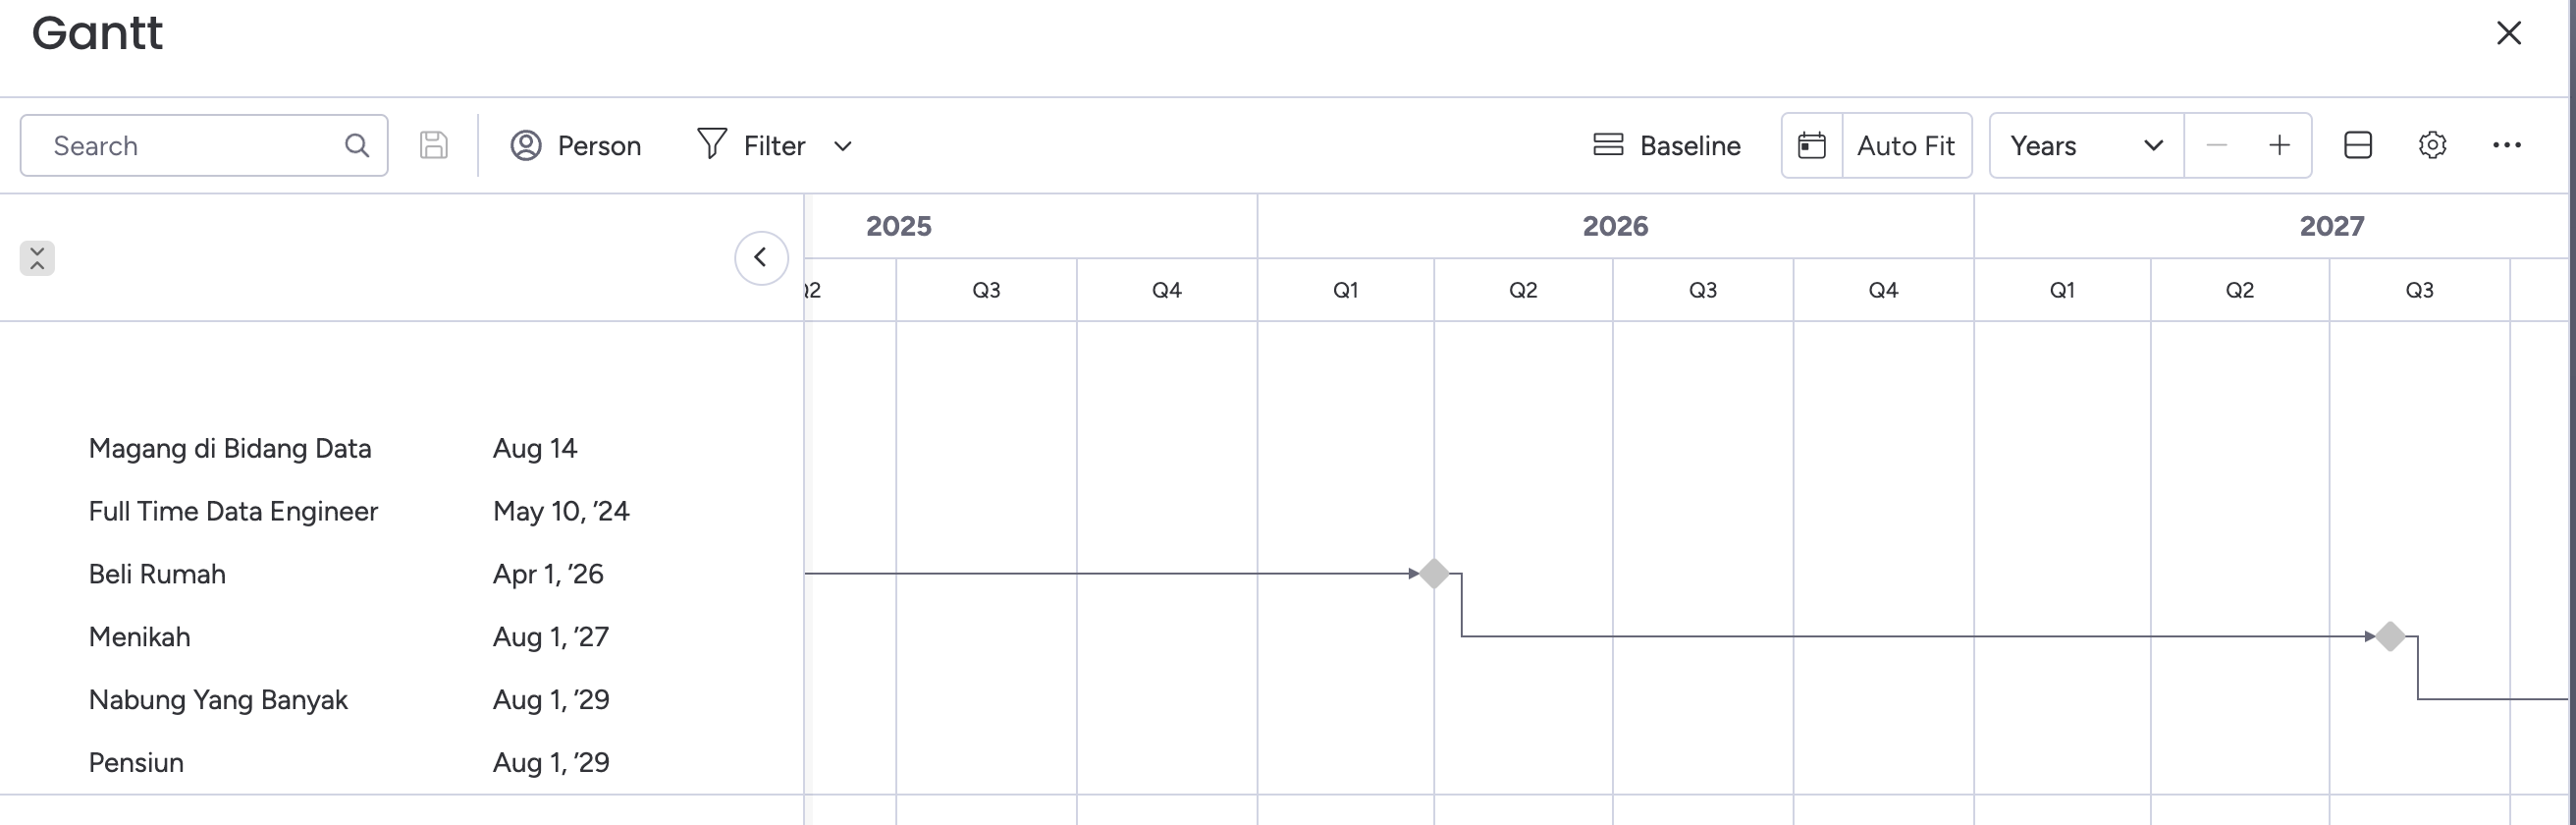 Gantt
Search
Person
Filter
Baseline
Auto Fit
Years
2025
2026
2027
Q3
Q4
Q1
Q2
Q3
Q4
Q1
Q2
Q3
Magang di Bidang Data Aug 14
Full Time Data Engineer May 10, ’24
Beli Rumah Apr 1, ’26
Menikah Aug 1, ’27
Nabung Yang Banyak Aug 1, ’29
Pensiun Aug 1, ’29